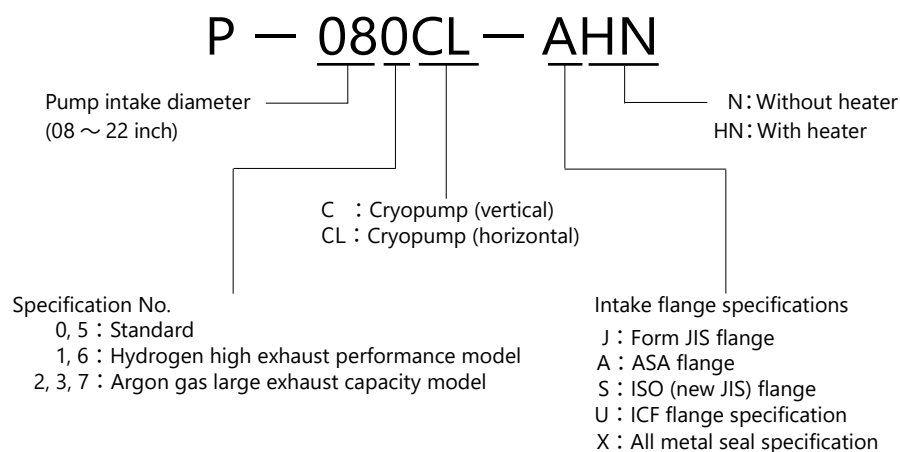 P － 080CL － AHN
Pump intake diameter
(08 ～ 22 inch)
N：Without heater
HN：With heater
C ：Cryopump (vertical)
CL：Cryopump (horizontal)
Specification No.
0, 5：Standard
1, 6：Hydrogen high exhaust performance model
2, 3, 7：Argon gas large exhaust capacity model
Intake flange specifications
J：Form JIS flange
A：ASA flange
S：ISO (new JIS) flange
U：ICF flange specification
X：All metal seal specification